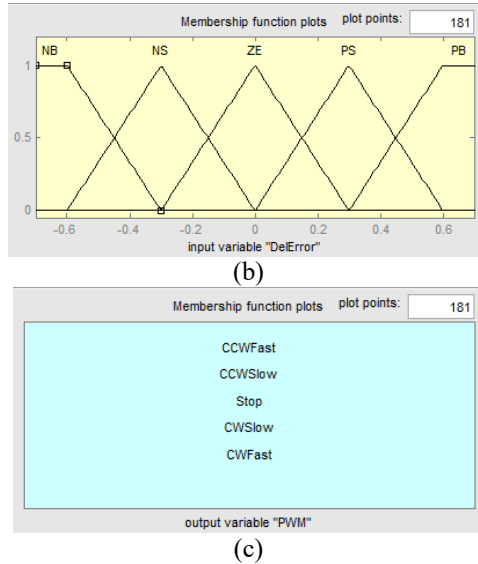 Membership function plots plot points: 181
NB NS ZE PS PB
1
0.5
0
-0.6 -0.4 -0.2 0 0.2 0.4 0.6
input variable "DelError"
(b)
Membership function plots plot points: 181
CCWFast
CCWSlow
Stop
CWSlow
CWFast
output variable "PWM"
(c)